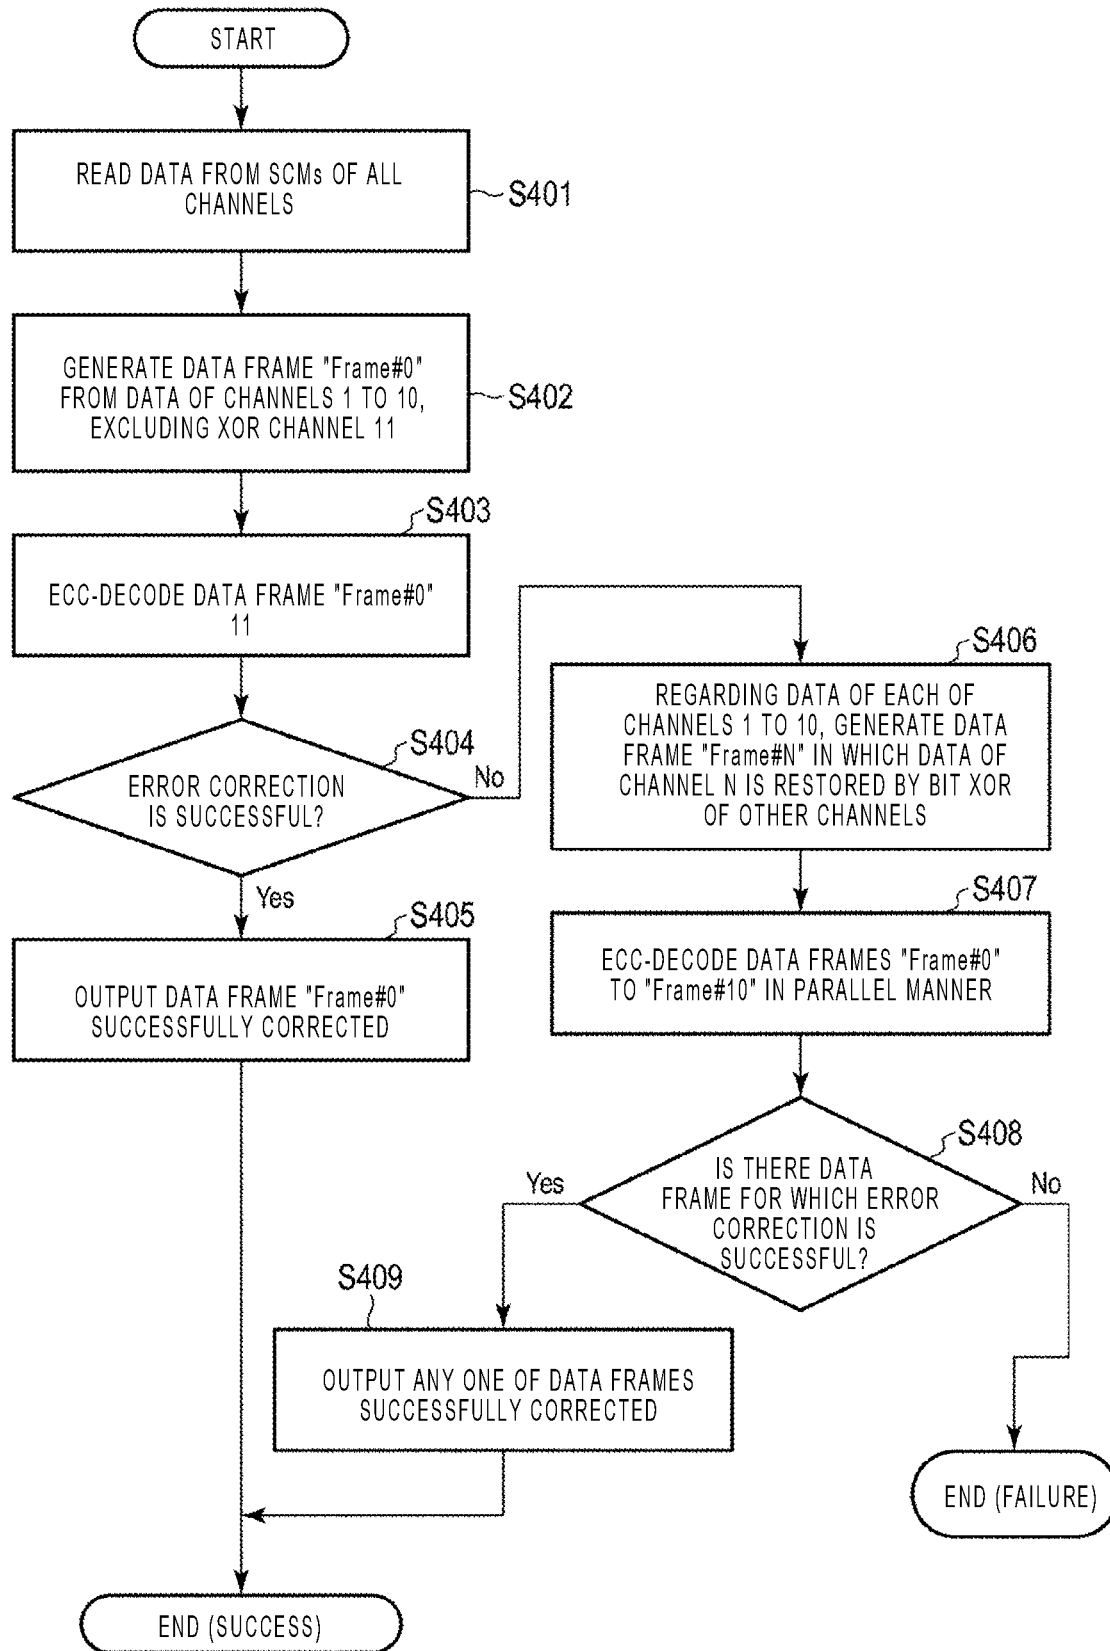 START
READ DATA FROM SCMs OF ALL
CHANNELS
S401
GENERATE DATA FRAME "Frame#0"
FROM DATA OF CHANNELS 1 TO 10,
EXCLUDING XOR CHANNEL 11
S402
S403
ECC-DECODE DATA FRAME "Frame#0"
11
S404
ERROR CORRECTION
IS SUCCESSFUL?
No
Yes
S405
OUTPUT DATA FRAME "Frame#0"
SUCCESSFULLY CORRECTED
S406
REGARDING DATA OF EACH OF
CHANNELS 1 TO 10, GENERATE DATA
FRAME "Frame#N" IN WHICH DATA OF
CHANNEL N IS RESTORED BY BIT XOR
OF OTHER CHANNELS
S407
ECC-DECODE DATA FRAMES "Frame#0"
TO "Frame#10" IN PARALLEL MANNER
S408
IS THERE DATA
FRAME FOR WHICH ERROR
CORRECTION IS
SUCCESSFUL?
Yes
No
S409
OUTPUT ANY ONE OF DATA FRAMES
SUCCESSFULLY CORRECTED
END (FAILURE)
END (SUCCESS)